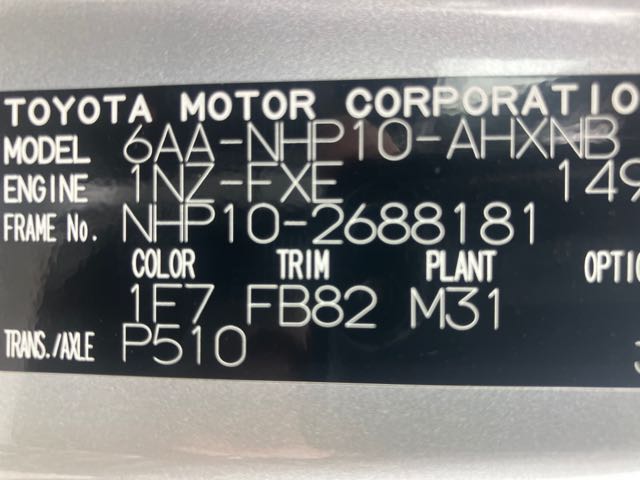 TOYOTA MOTOR CORPORATIO
MODEL 6AA-NHP10-AHXNB
ENGINE 1NZ-FXE 149
FRAME No. NHP10-2688181
COLOR TRIM PLANT OPTIO
1F7 FB82 M31
TRANS./AXLE P510